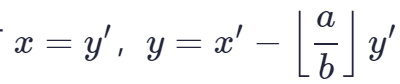 x = y′, y = x′ − ⌊a/b⌋ y′